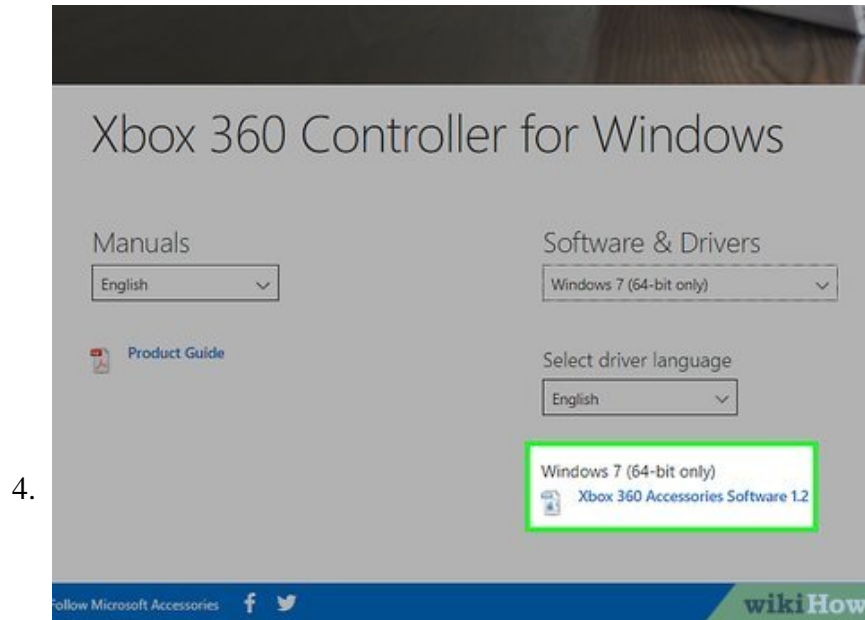 Xbox 360 Controller for Windows
Manuals
English
Product Guide
Software & Drivers
Windows 7 (64-bit only)
Select driver language
English
Windows 7 (64-bit only)
Xbox 360 Accessories Software 1.2
4.
ollow Microsoft Accessories
wikiHow